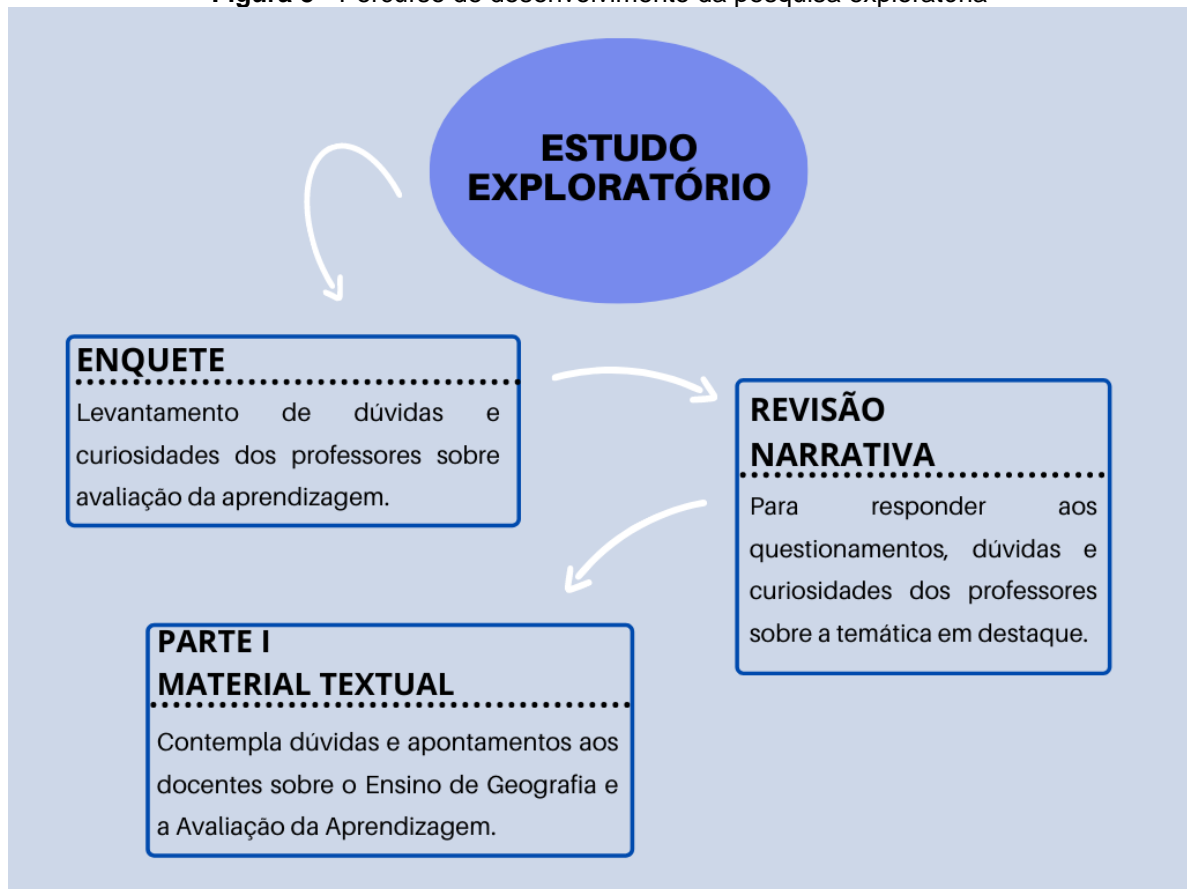 ESTUDO
EXPLORATÓRIO
ENQUETE
Levantamento de dúvidas e
curiosidades dos professores sobre
avaliação da aprendizagem.
REVISÃO
NARRATIVA
Para responder aos
questionamentos, dúvidas e
curiosidades dos professores
sobre a temática em destaque.
PARTE I
MATERIAL TEXTUAL
Contempla dúvidas e apontamentos aos
docentes sobre o Ensino de Geografia e
a Avaliação da Aprendizagem.